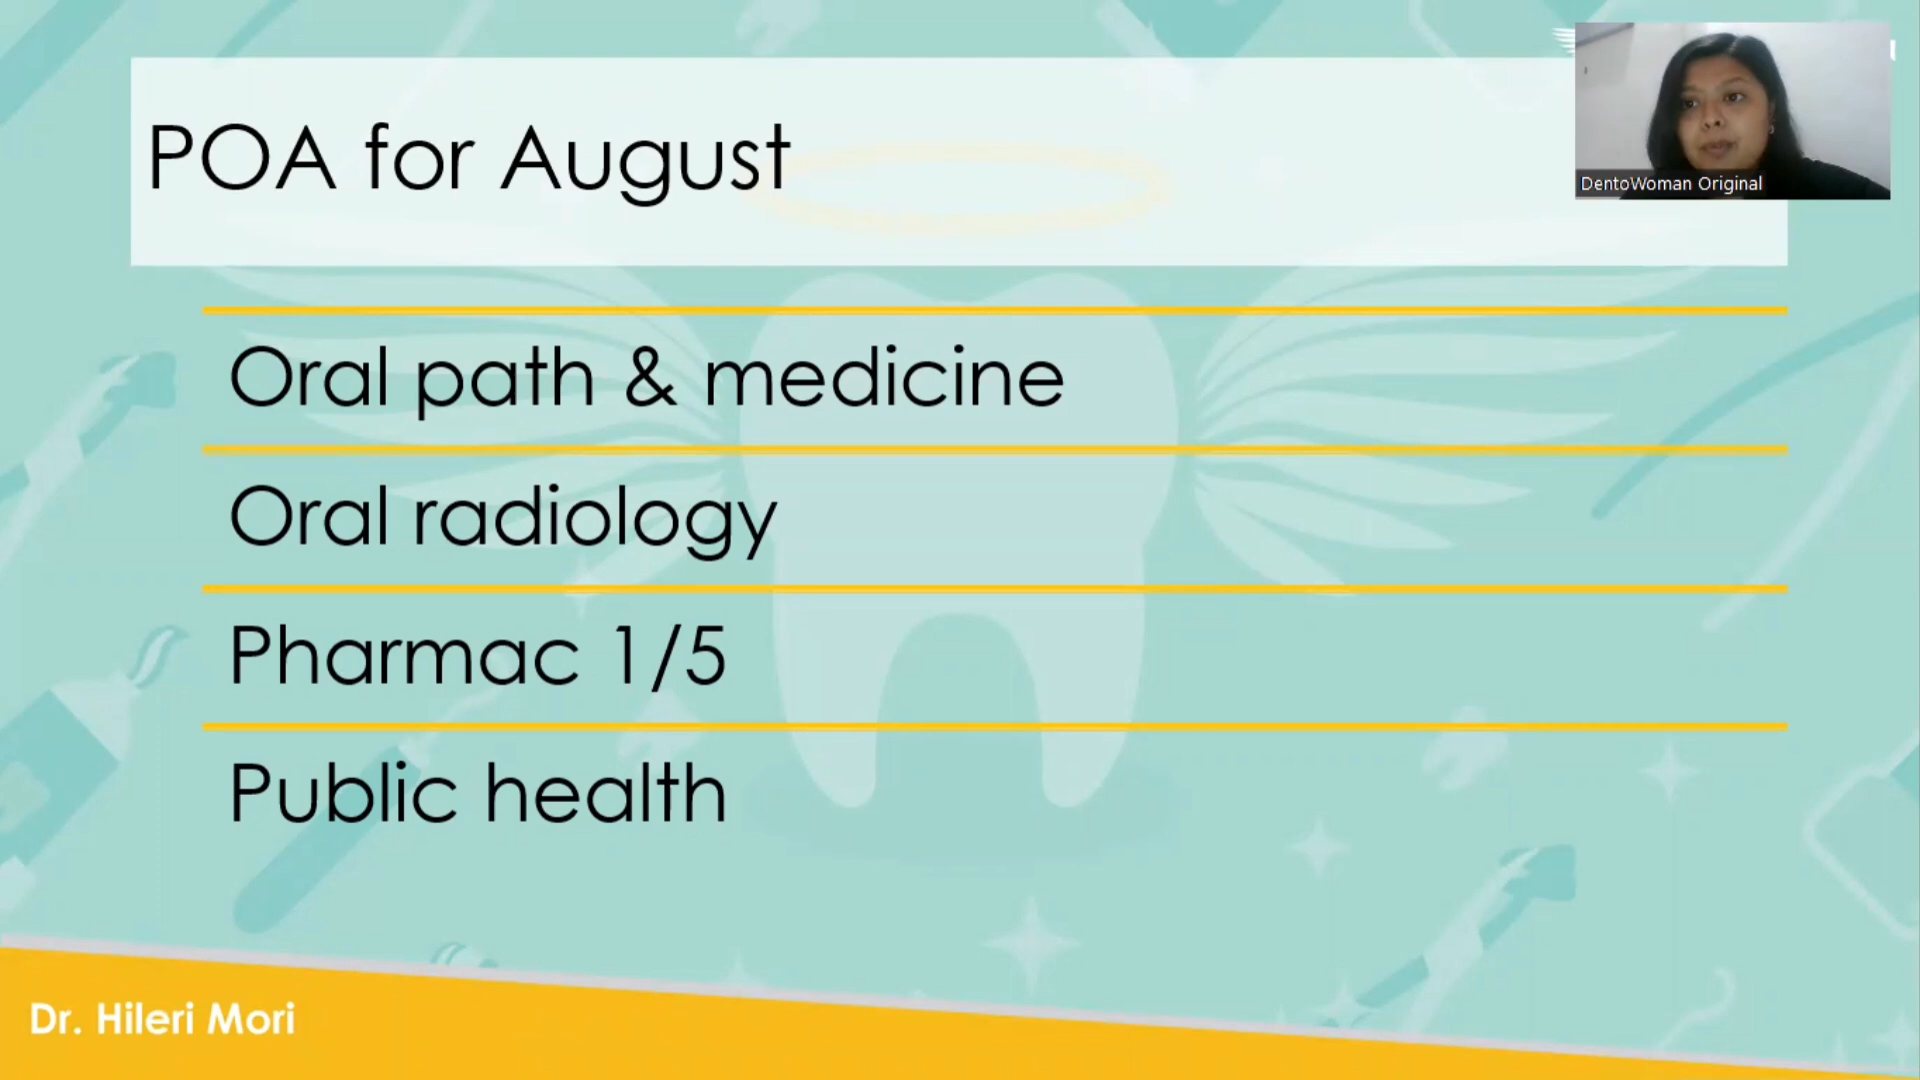 POA for August
DentoWoman Original
Oral path & medicine
Oral radiology
Pharmac 1/5
Public health
Dr. Hileri Mori